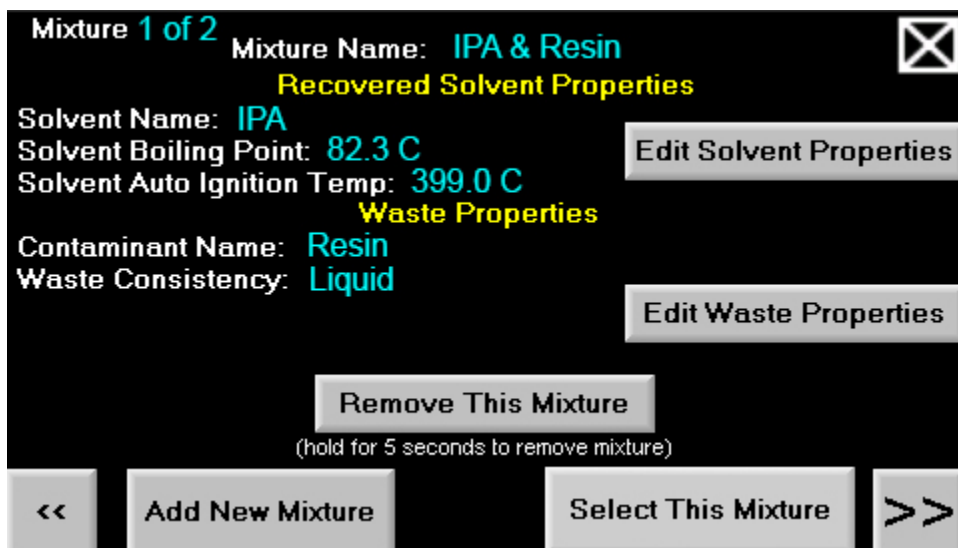 Mixture 1 of 2
Mixture Name: IPA & Resin
Recovered Solvent Properties
Solvent Name: IPA
Solvent Boiling Point: 82.3 C
Edit Solvent Properties
Solvent Auto Ignition Temp: 399.0 C
Waste Properties
Contaminant Name: Resin
Waste Consistency: Liquid
Edit Waste Properties
Remove This Mixture
(hold for 5 seconds to remove mixture)
<< Add New Mixture Select This Mixture >>